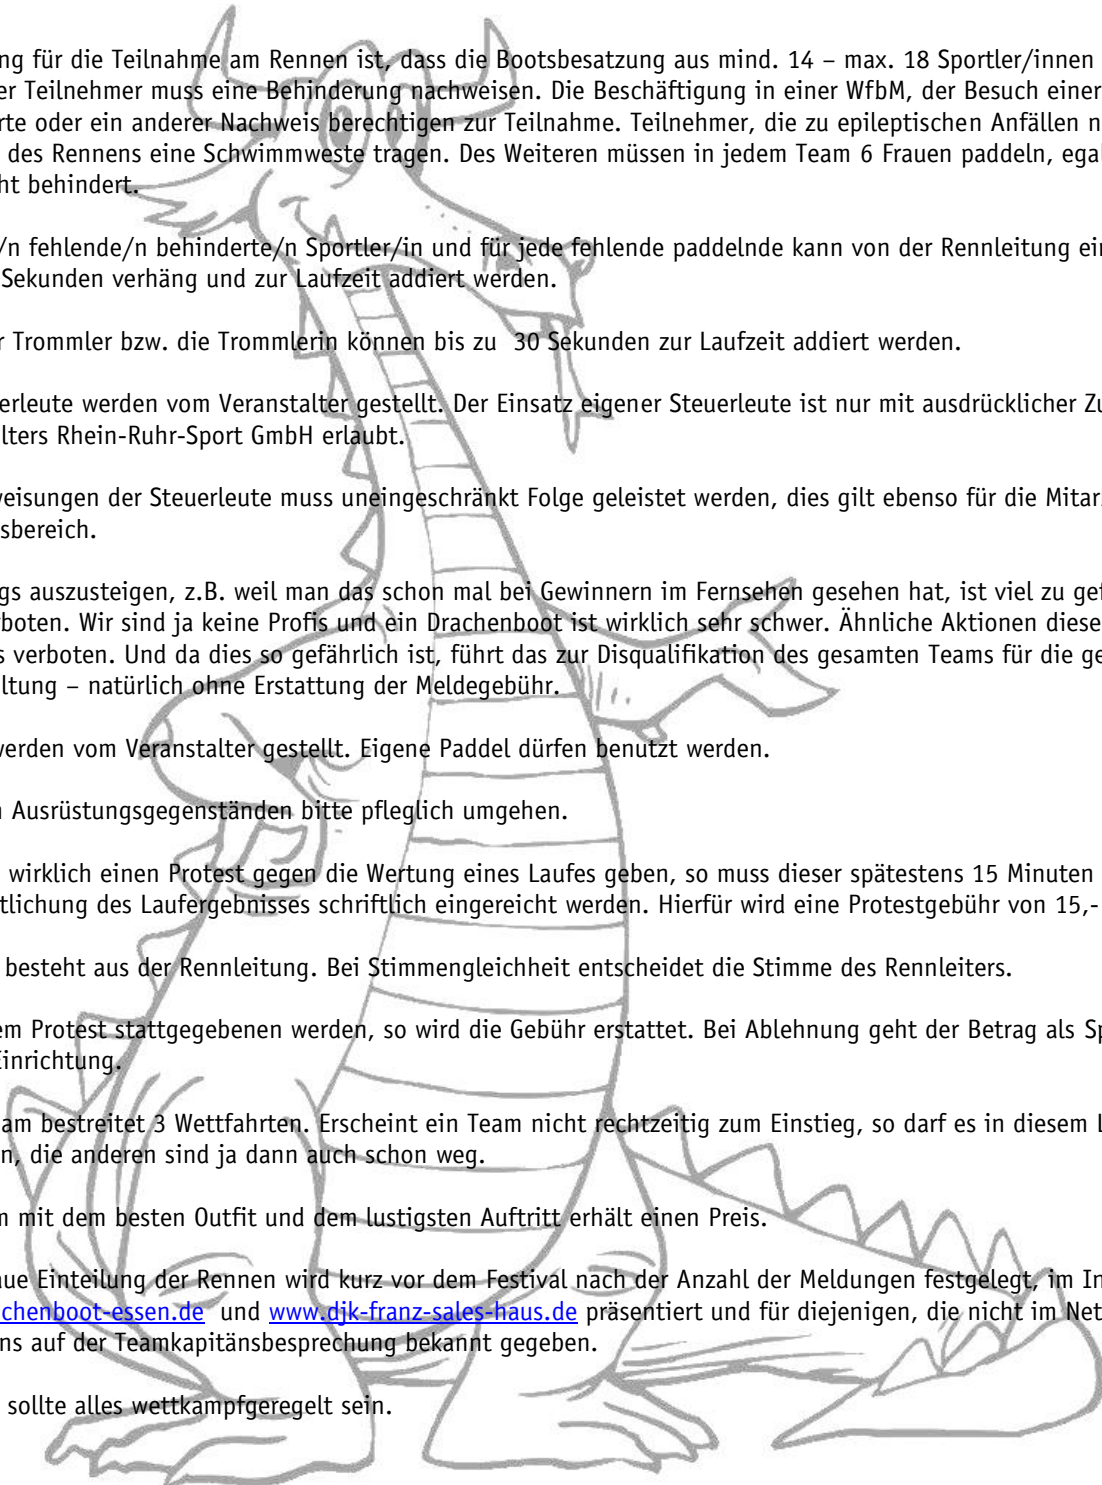 ng für die Teilnahme am Rennen ist, dass die Bootsbesatzung aus mind. 14 – max. 18 Sportler/innen
er Teilnehmer muss eine Behinderung nachweisen. Die Beschäftigung in einer WfbM, der Besuch einer
rte oder ein anderer Nachweis berechtigen zur Teilnahme. Teilnehmer, die zu epileptischen Anfällen n
des Rennens eine Schwimmweste tragen. Des Weiteren müssen in jedem Team 6 Frauen paddeln, egal
ht behindert.
/n fehlende/n behinderte/n Sportler/in und für jede fehlende paddelnde kann von der Rennleitung ein
Sekunden verhäng und zur Laufzeit addiert werden.
r Trommler bzw. die Trommlerin können bis zu 30 Sekunden zur Laufzeit addiert werden.
erleute werden vom Veranstalter gestellt. Der Einsatz eigener Steuerleute ist nur mit ausdrücklicher Zu
lters Rhein-Ruhr-Sport GmbH erlaubt.
weisungen der Steuerleute muss uneingeschränkt Folge geleistet werden, dies gilt ebenso für die Mitar
sbereich.
gs auszusteigen, z.B. weil man das schon mal bei Gewinnern im Fernsehen gesehen hat, ist viel zu gef
rboten. Wir sind ja keine Profis und ein Drachenboot ist wirklich sehr schwer. Ähnliche Aktionen diese
s verboten. Und da dies so gefährlich ist, führt das zur Disqualifikation des gesamten Teams für die ge
ltung – natürlich ohne Erstattung der Meldegebühr.
werden vom Veranstalter gestellt. Eigene Paddel dürfen benutzt werden.
n Ausrüstungsgegenständen bitte pfleglich umgehen.
wirklich einen Protest gegen die Wertung eines Laufes geben, so muss dieser spätestens 15 Minuten
tlichung des Laufergebnisses schriftlich eingereicht werden. Hierfür wird eine Protestgebühr von 15,-
besteht aus der Rennleitung. Bei Stimmengleichheit entscheidet die Stimme des Rennleiters.
em Protest stattgegebenen werden, so wird die Gebühr erstattet. Bei Ablehnung geht der Betrag als Sp
Einrichtung.
am bestreitet 3 Wettfahrten. Erscheint ein Team nicht rechtzeitig zum Einstieg, so darf es in diesem L
n, die anderen sind ja dann auch schon weg.
m mit dem besten Outfit und dem lustigsten Auftritt erhält einen Preis.
aue Einteilung der Rennen wird kurz vor dem Festival nach der Anzahl der Meldungen festgelegt, im In
chenboot-essen.de und www.djk-franz-sales-haus.de präsentiert und für diejenigen, die nicht im Net
ns auf der Teamkapitänsbesprechung bekannt gegeben.
sollte alles wettkampfgeregelt sein.